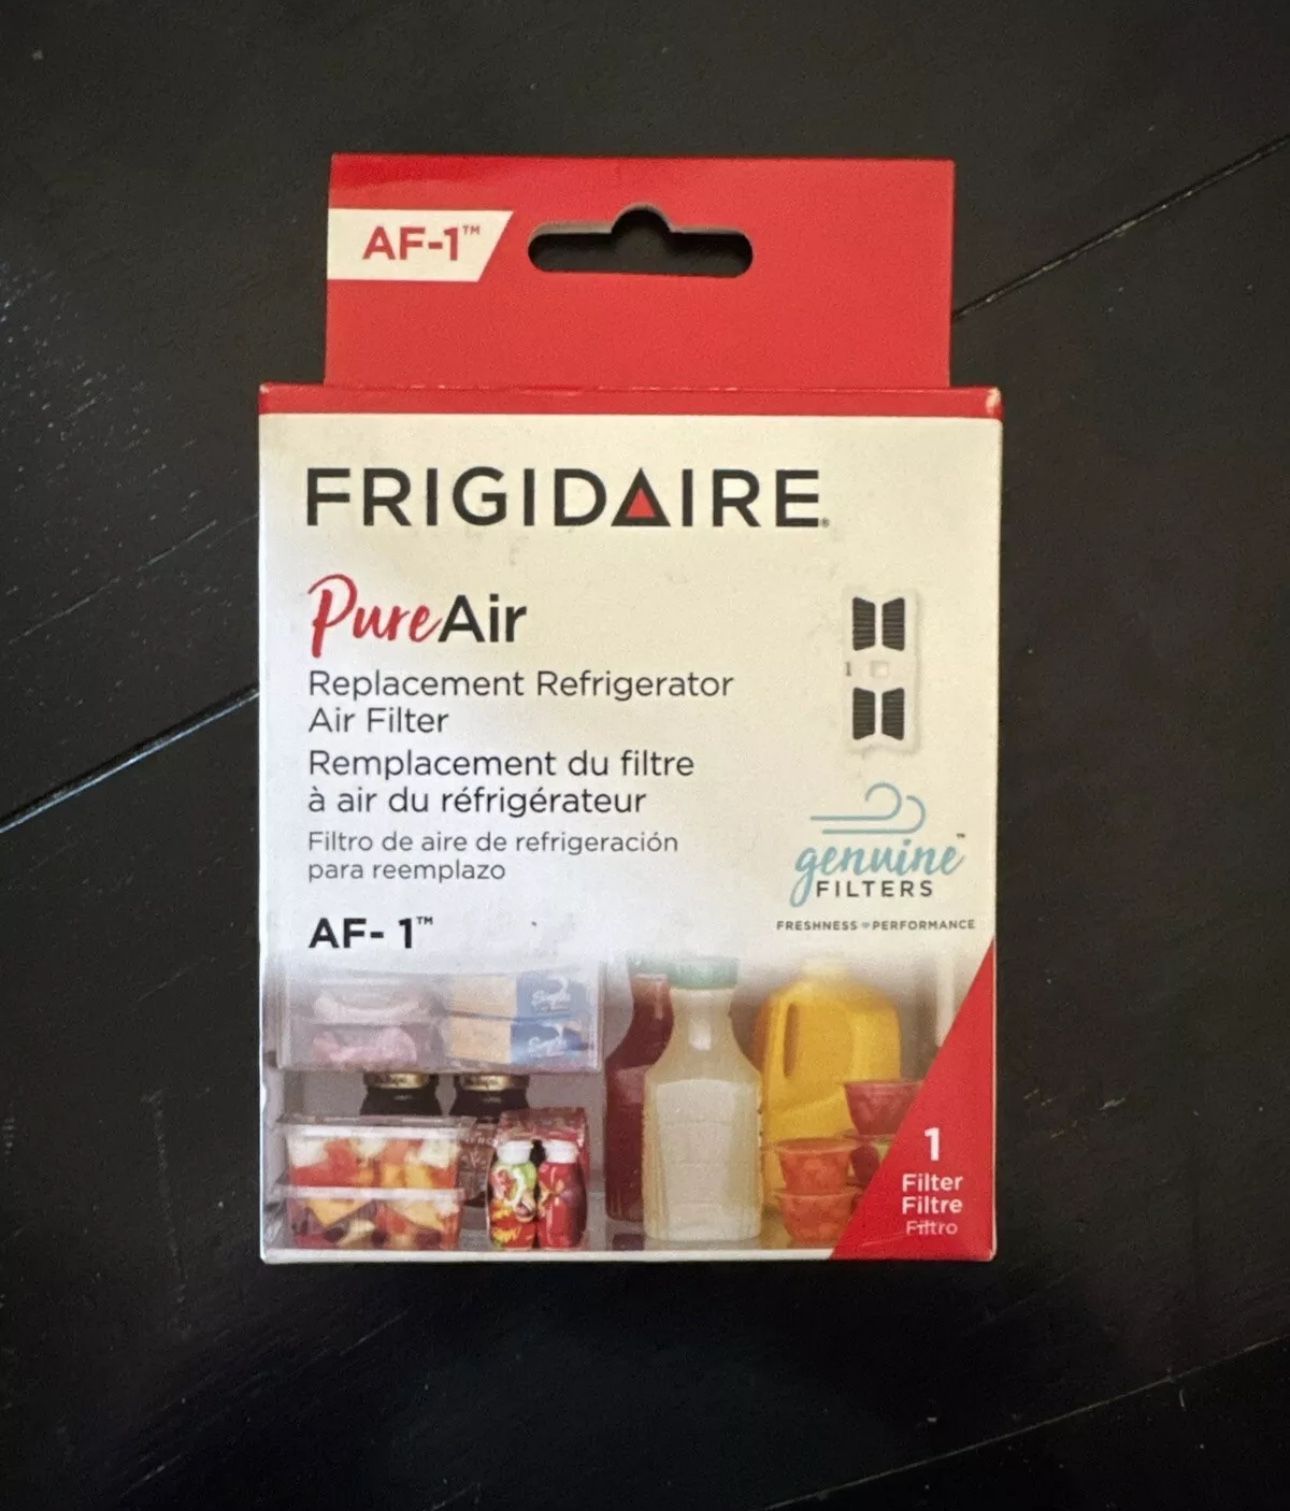 AF-1™
FRIGIDAIRE®
PureAir
Replacement Refrigerator
Air Filter
Remplacement du filtre
à air du réfrigérateur
Filtro de aire de refrigeración
para reemplazo
AF- 1™
genuine™
FILTERS
FRESHNESS PERFORMANCE
1
Filter
Filtre
Filtro